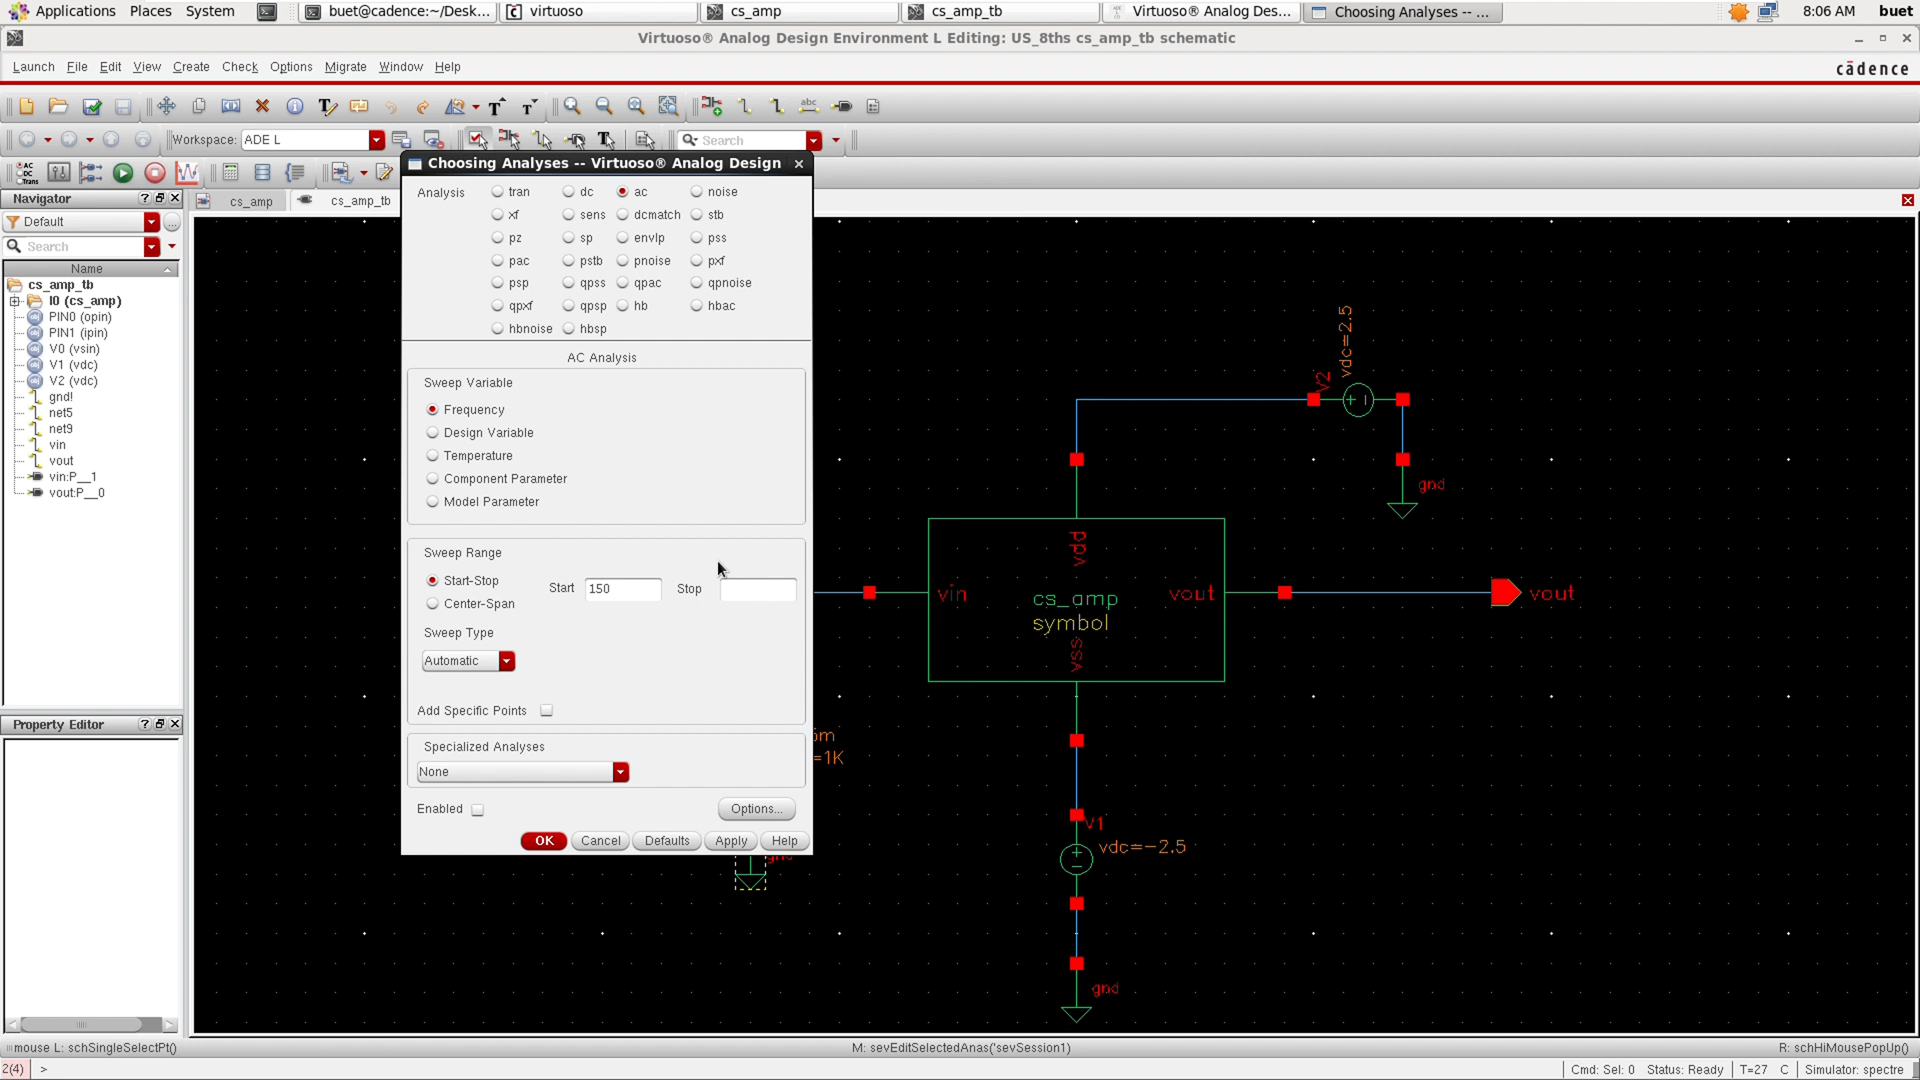 Applications Places System buet@cadence:~/Desk... virtuoso cs_amp cs_amp_tb Virtuoso® Analog Des... Choosing Analyses -- ... 8:06 AM buet
Virtuoso® Analog Design Environment L Editing: US_8ths cs_amp_tb schematic
Launch File Edit View Create Check Options Migrate Window Help cādence
Workspace: ADE L Search
Navigator
cs_amp cs_amp_tb
Default
Search
Name
cs_amp_tb
I0 (cs_amp)
PIN0 (opin)
PIN1 (ipin)
V0 (vsin)
V1 (vdc)
V2 (vdc)
gnd!
net5
net9
vin
vout
vin:P__1
vout:P__0
Property Editor
Choosing Analyses -- Virtuoso® Analog Design
Analysis tran dc ac noise
xf sens dcmatch stb
pz sp envlp pss
pac pstb pnoise pxf
psp qpss qpac qpnoise
qpxf qpsp hb hbac
hbnoise hbsp
AC Analysis
Sweep Variable
Frequency
Design Variable
Temperature
Component Parameter
Model Parameter
Sweep Range
Start-Stop Start 150 Stop
Center-Span
Sweep Type
Automatic
Add Specific Points
Specialized Analyses
None
Enabled Options...
OK Cancel Defaults Apply Help
vdc=2.5
V2
gnd
vdd
vin cs_amp vout vout
symbol
vss
=1K
V1
vdc=-2.5
gnd
mouse L: schSingleSelectPt() M: sevEditSelectedAnas('sevSession1) R: schHiMousePopUp()
2(4) > Cmd: Sel: 0 Status: Ready T=27 C Simulator: spectre